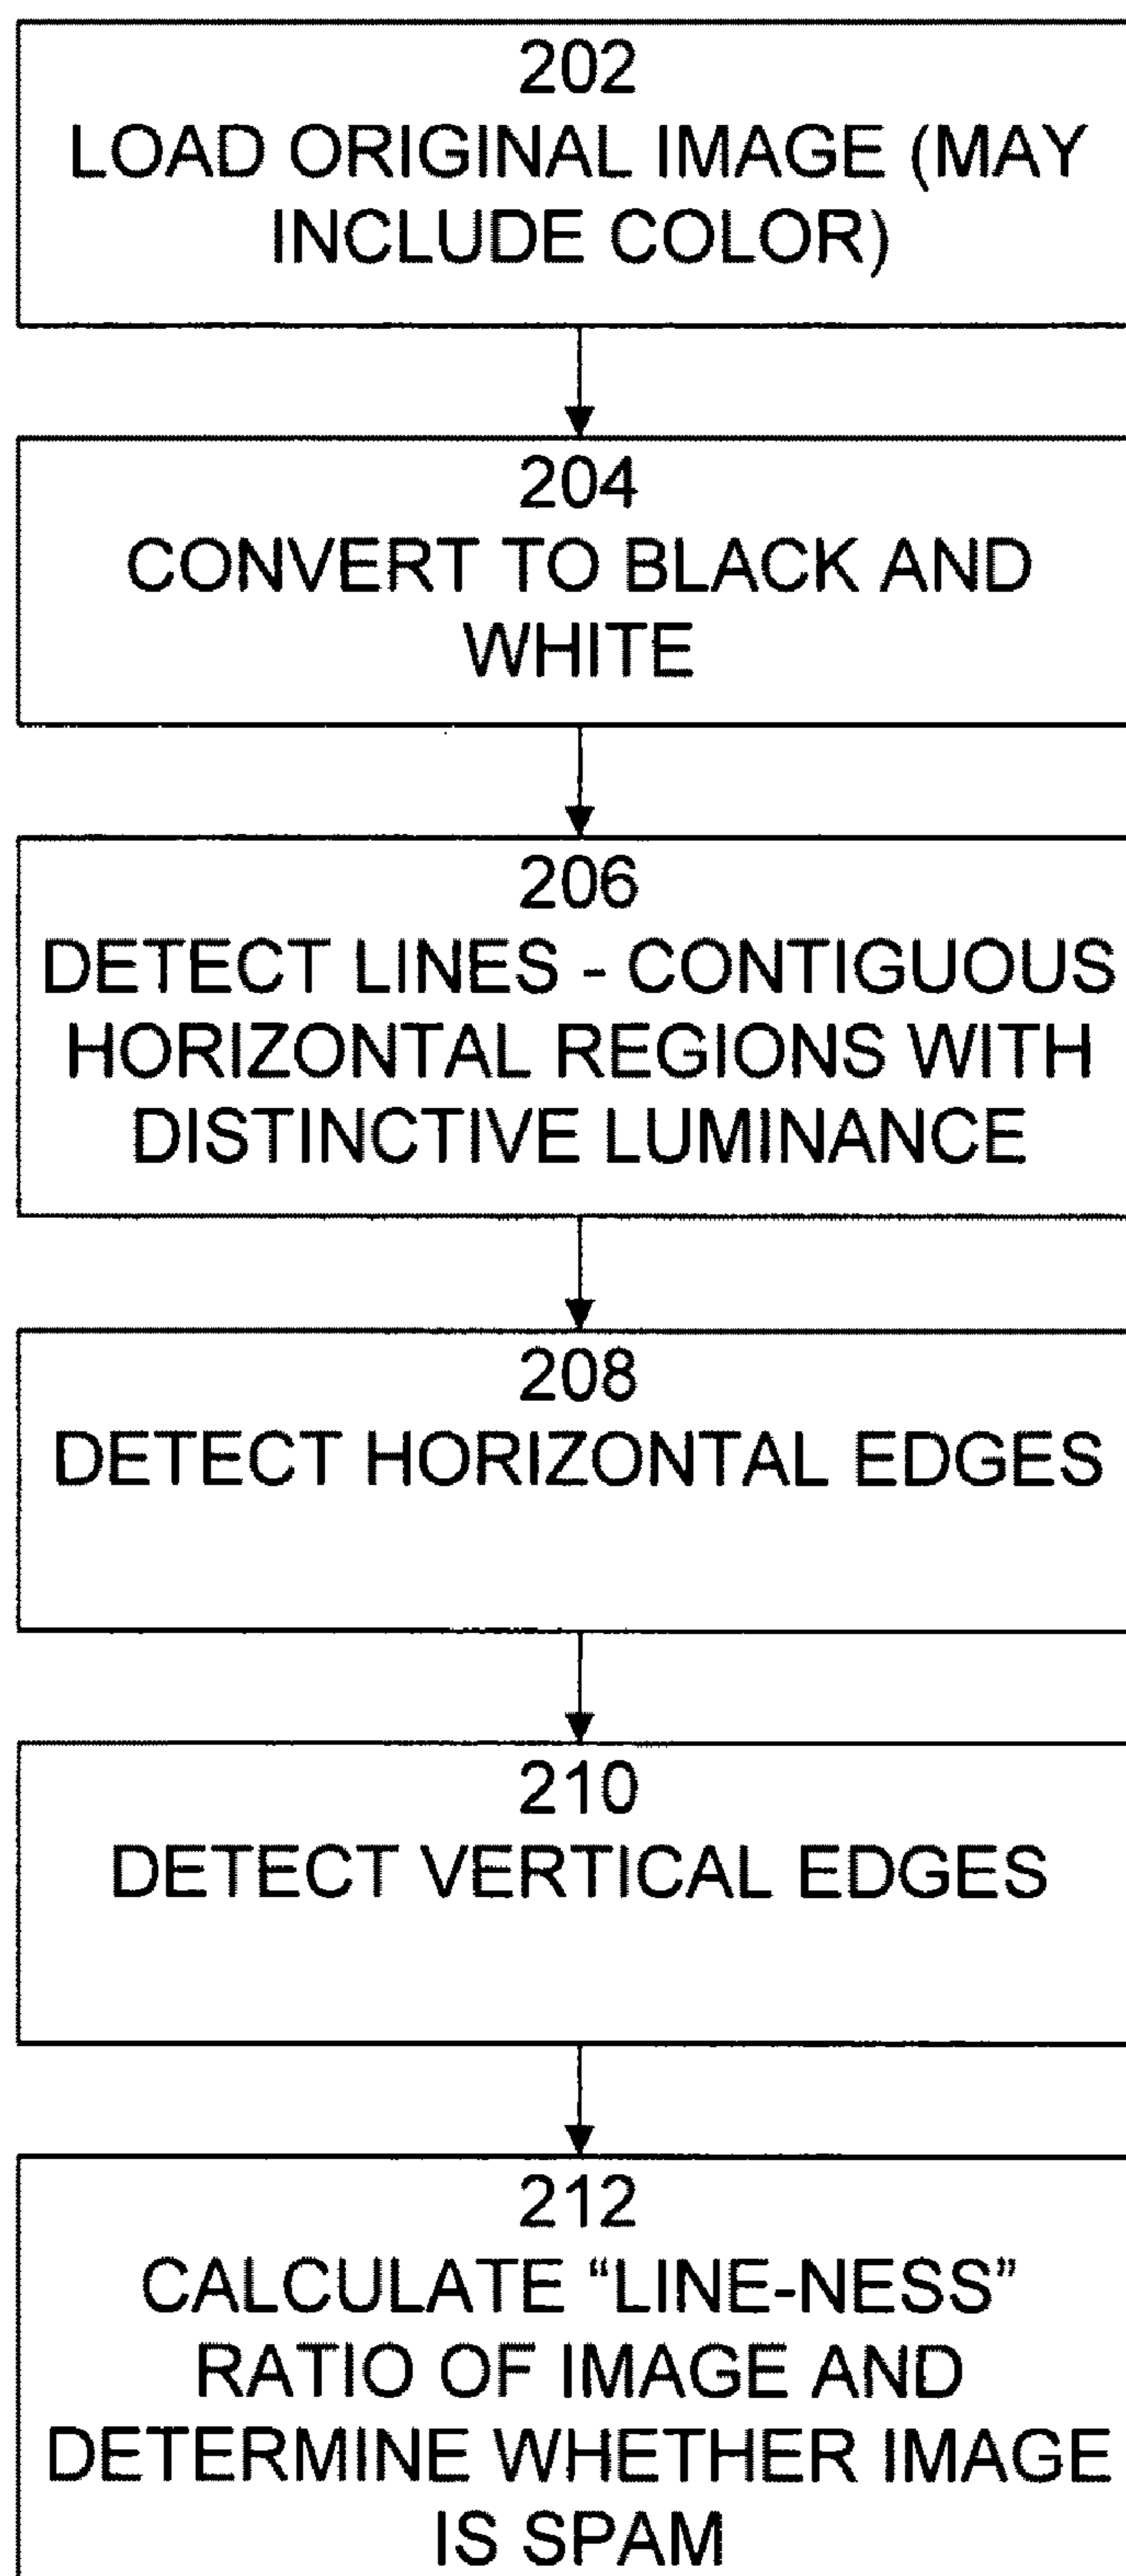 202
LOAD ORIGINAL IMAGE (MAY
INCLUDE COLOR)
204
CONVERT TO BLACK AND
WHITE
206
DETECT LINES - CONTIGUOUS
HORIZONTAL REGIONS WITH
DISTINCTIVE LUMINANCE
208
DETECT HORIZONTAL EDGES
210
DETECT VERTICAL EDGES
212
CALCULATE “LINE-NESS”
RATIO OF IMAGE AND
DETERMINE WHETHER IMAGE
IS SPAM